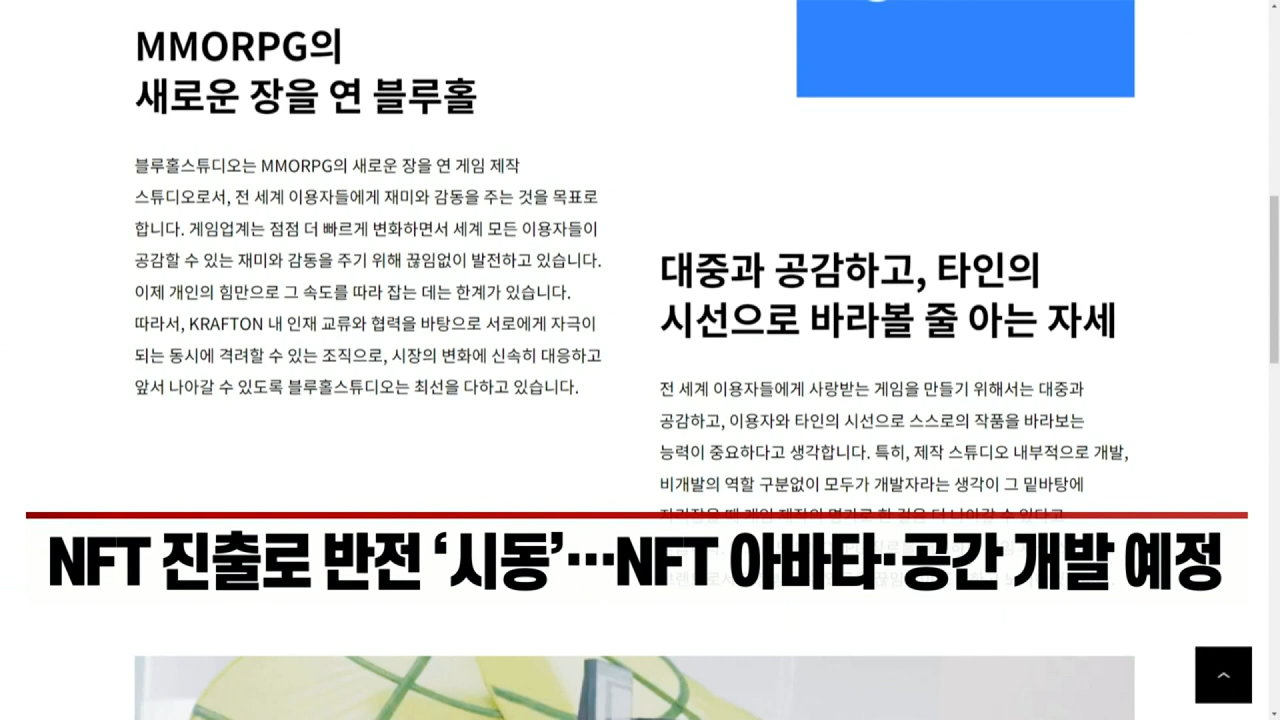 MMORPG의
새로운 장을 연 블루홀
블루홀스튜디오는 MMORPG의 새로운 장을 연 게임 제작
스튜디오로서, 전 세계 이용자들에게 재미와 감동을 주는 것을 목표로
합니다. 게임업계는 점점 더 빠르게 변화하면서 세계 모든 이용자들이
공감할 수 있는 재미와 감동을 주기 위해 끊임없이 발전하고 있습니다.
이제 개인의 힘만으로 그 속도를 따라 잡는 데는 한계가 있습니다.
따라서, KRAFTON 내 인재 교류와 협력을 바탕으로 서로에게 자극이
되는 동시에 격려할 수 있는 조직으로, 시장의 변화에 신속히 대응하고
앞서 나아갈 수 있도록 블루홀스튜디오는 최선을 다하고 있습니다.
대중과 공감하고, 타인의
시선으로 바라볼 줄 아는 자세
전 세계 이용자들에게 사랑받는 게임을 만들기 위해서는 대중과
공감하고, 이용자와 타인의 시선으로 스스로의 작품을 바라보는
능력이 중요하다고 생각합니다. 특히, 제작 스튜디오 내부적으로 개발,
비개발의 역할 구분없이 모두가 개발자라는 생각이 그 밑바탕에
NFT 진출로 반전 ‘시동’…NFT 아바타·공간 개발 예정